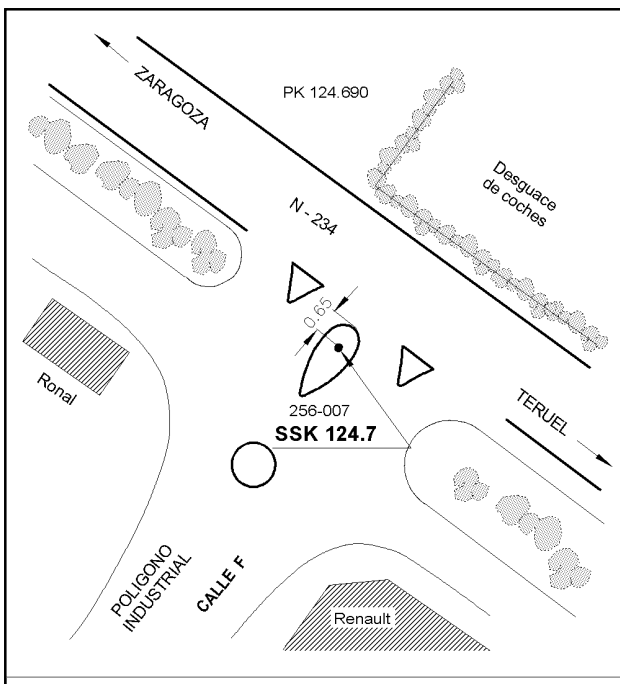 ZARAGOZA
PK 124.690
Desguace
de coches
N - 234
0.65
Ronal
256-007
SSK 124.7
TERUEL
POLIGONO
INDUSTRIAL
CALLE F
Renault